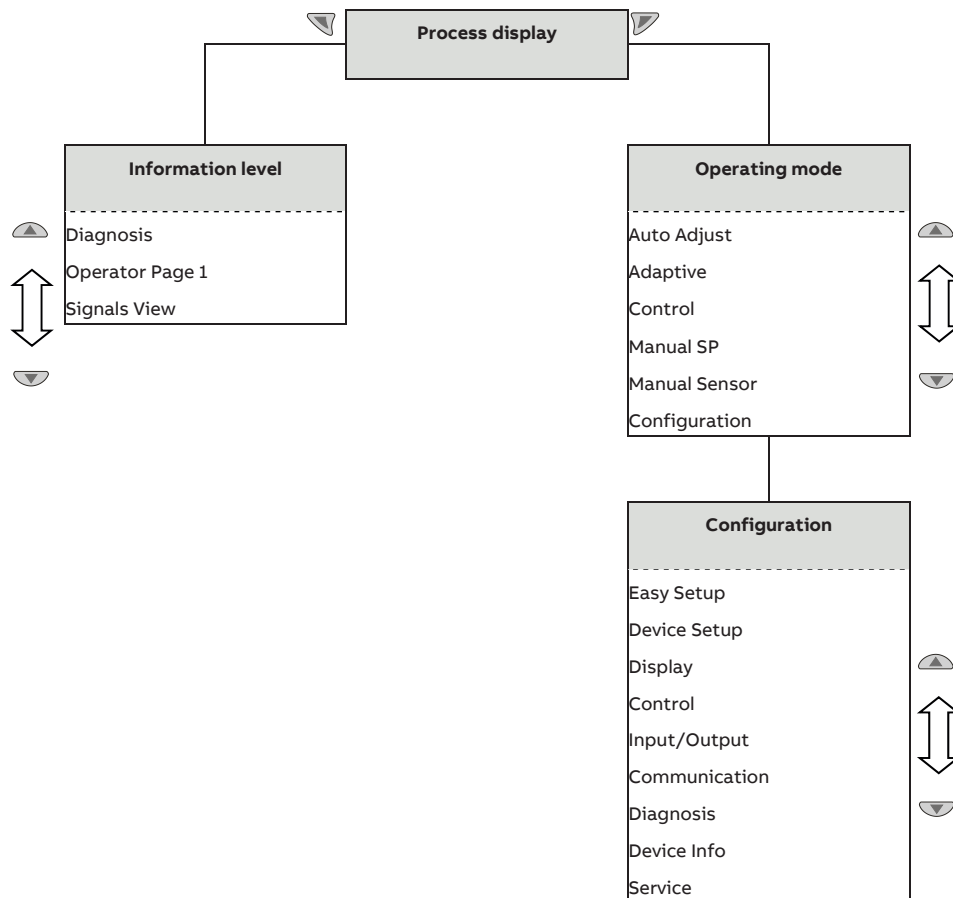 Process display
Information level
Diagnosis
Operator Page 1
Signals View
Operating mode
Auto Adjust
Adaptive
Control
Manual SP
Manual Sensor
Configuration
Configuration
Easy Setup
Device Setup
Display
Control
Input/Output
Communication
Diagnosis
Device Info
Service